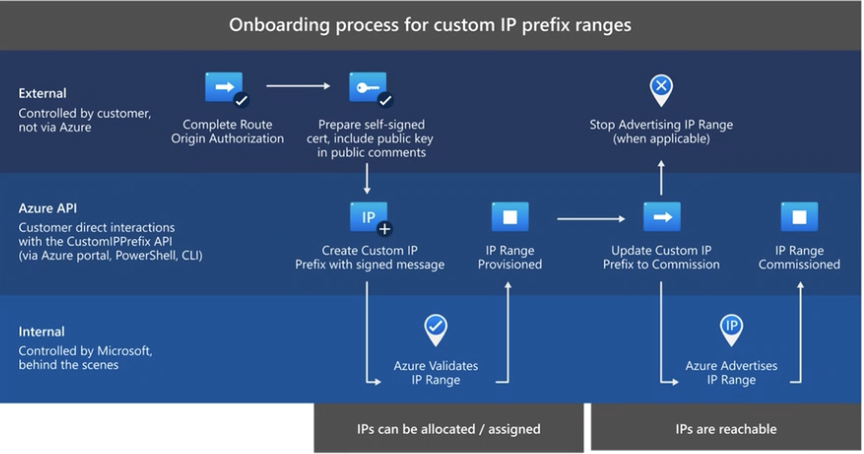 Onboarding process for custom IP prefix ranges
External
Controlled by customer,
not via Azure
Complete Route
Origin Authorization
Prepare self-signed
cert, include public key
in public comments
Stop Advertising IP Range
(when applicable)
Azure API
Customer direct interactions
with the CustomIPPrefix API
(via Azure portal, PowerShell, CLI)
IP
Create Custom IP
Prefix with signed message
IP Range
Provisioned
Update Custom IP
Prefix to Commission
IP Range
Commissioned
Internal
Controlled by Microsoft,
behind the scenes
Azure Validates
IP Range
IP
Azure Advertises
IP Range
IPs can be allocated / assigned
IPs are reachable